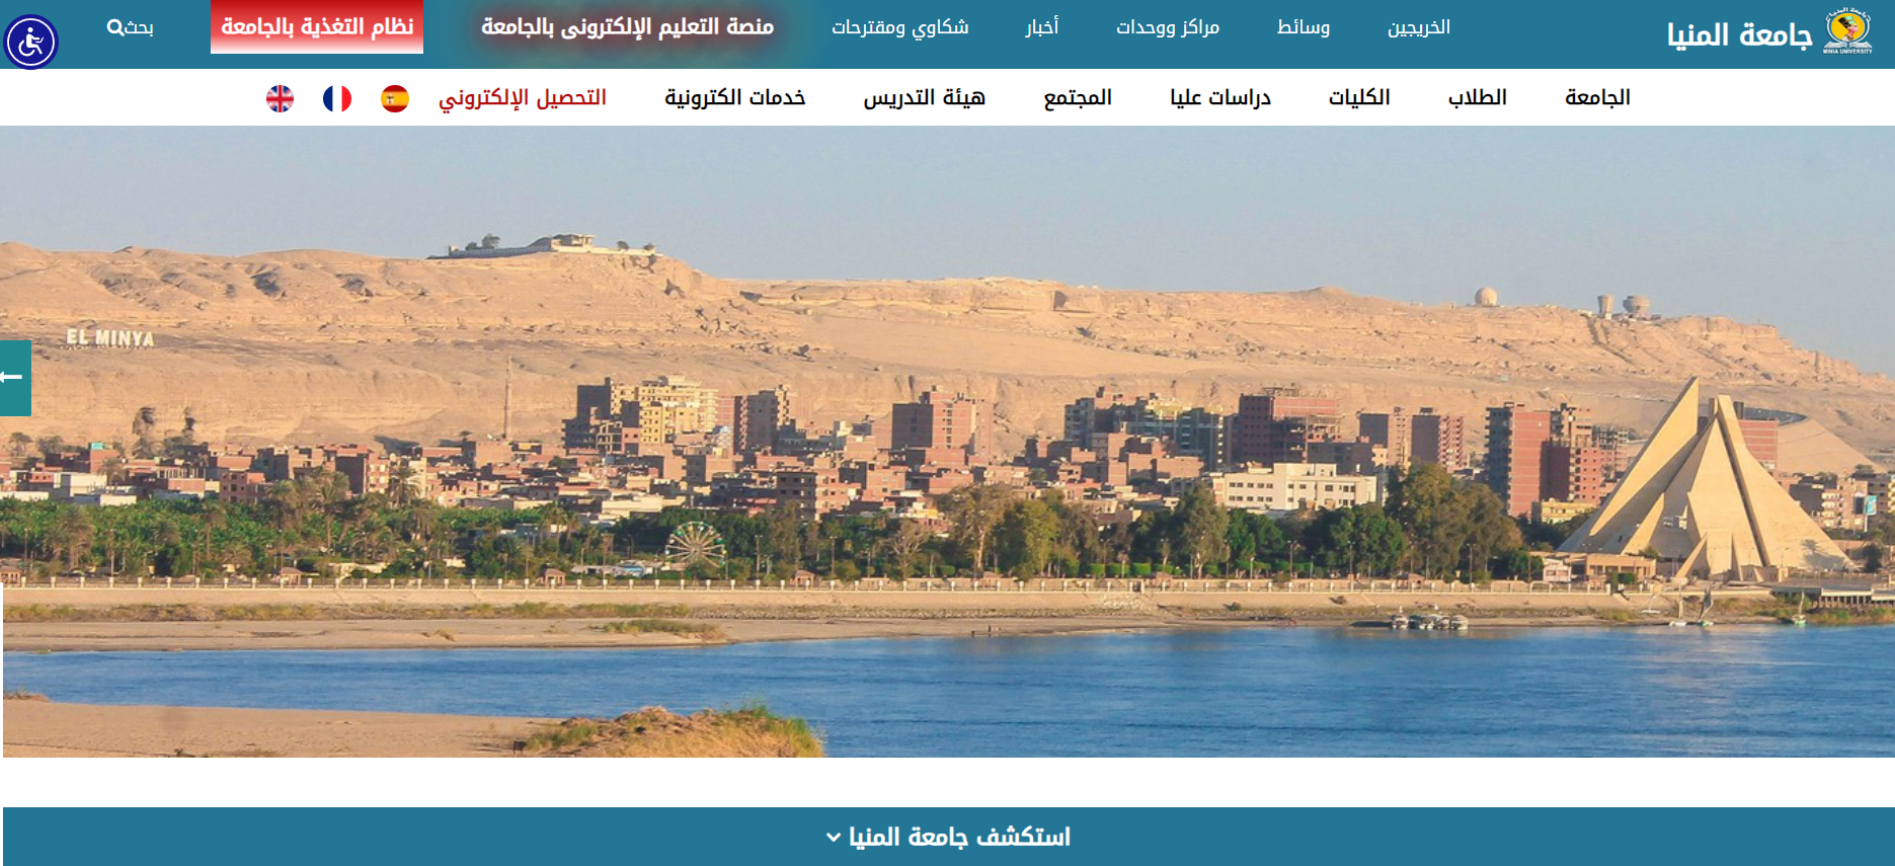 جامعة المنيا
MINIA UNIVERSITY
الخريجين
وسائط
مراكز ووحدات
أخبار
شكاوي ومقترحات
منصة التعليم الإلكترونى بالجامعة
نظام التغذية بالجامعة
بحث
الجامعة
الطلاب
الكليات
دراسات عليا
المجتمع
هيئة التدريس
خدمات الكترونية
التحصيل الإلكتروني
EL MINYA
استكشف جامعة المنيا